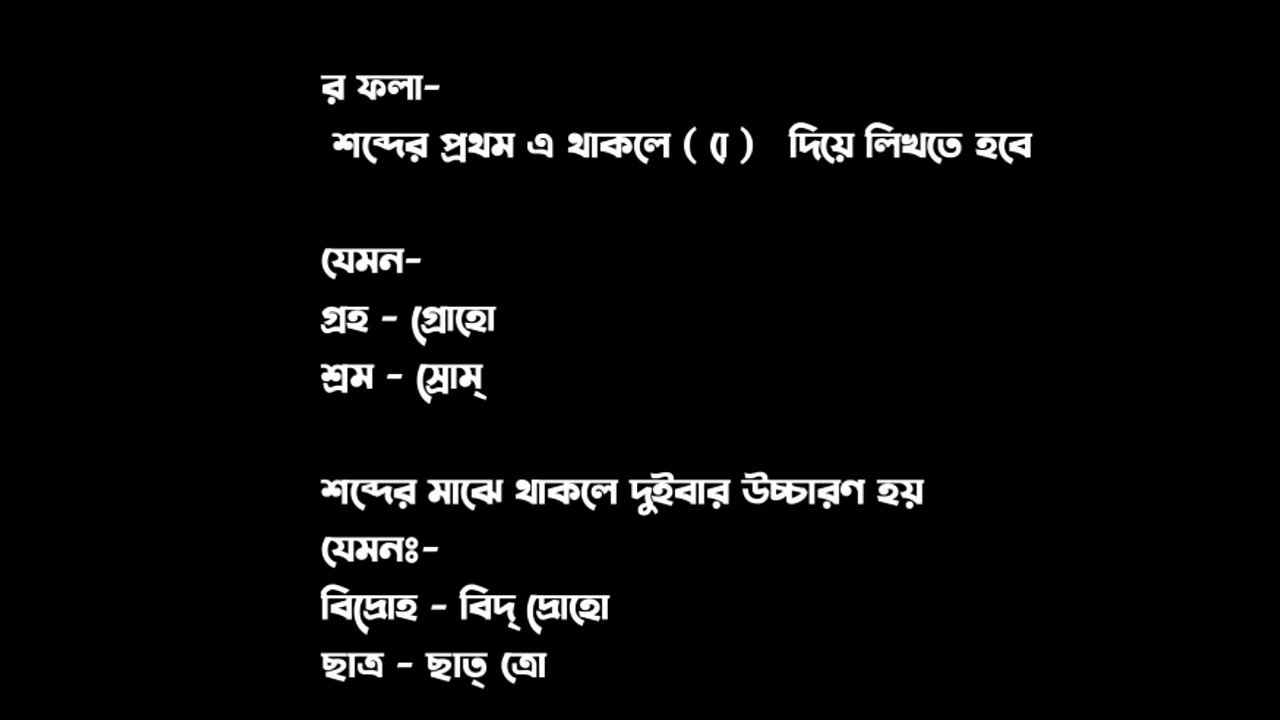 র ফলা-
শব্দের প্রথম এ থাকলে ( ো ) দিয়ে লিখতে হবে
যেমন-
গ্রহ - গ্রোহো
শ্রম - স্রোম্
শব্দের মাঝে থাকলে দুইবার উচ্চারণ হয়
যেমনঃ-
বিদ্রোহ - বিদ্ দ্রোহো
ছাত্র - ছাত্ ত্রো